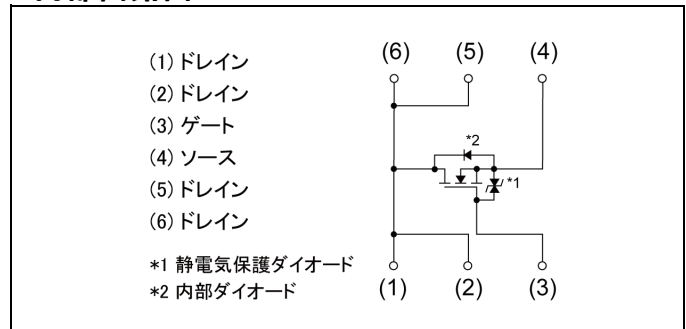 (1) ドレイン
(2) ドレイン
(3) ゲート
(4) ソース
(5) ドレイン
(6) ドレイン
*1 静電気保護ダイオード
*2 内部ダイオード
(6) (5) (4)
*2
*1
(1) (2) (3)